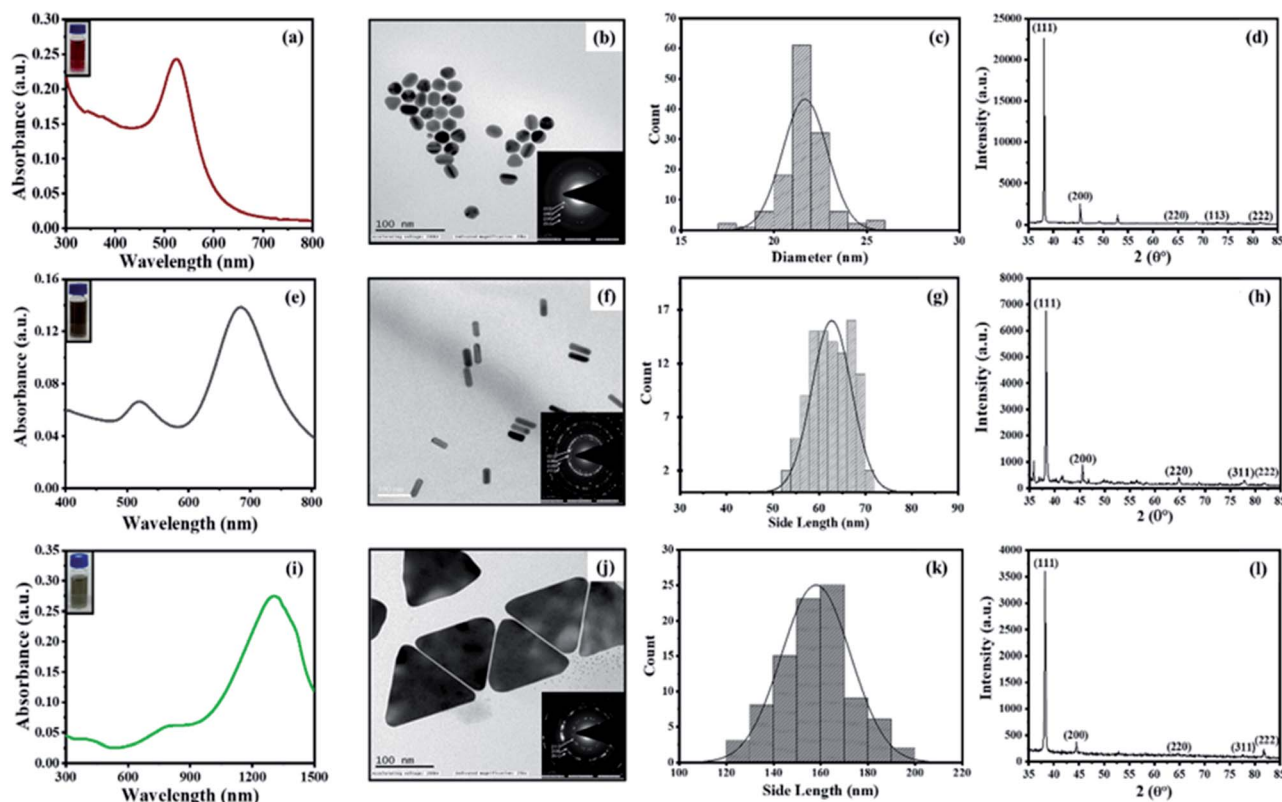 (a)
0.30
0.25
0.20
0.15
0.10
0.05
0.00
300 400 500 600 700 800
Absorbance (a.u.)
Wavelength (nm)
(b)
100 nm
(c)
70
60
50
40
30
20
10
0
15 20 25 30
Count
Diameter (nm)
(d)
(111)
25000
20000
15000
10000
5000
0
(200)
(220)
(113)
(222)
35 45 55 60 65 70 75 80 85
Intensity (a.u.)
2 (θ°)
(e)
0.16
0.12
0.08
0.04
0.00
400 500 600 700 800
Absorbance (a.u.)
Wavelength (nm)
(f)
(g)
17
12
7
2
30 40 50 60 70 80 90
Count
Side Length (nm)
(h)
8000
7000
6000
5000
4000
3000
2000
1000
0
(111)
(200)
(220)
(311)
(222)
35 40 45 50 55 60 65 70 75 80 85
Intensity (a.u.)
2 (θ°)
(i)
0.35
0.30
0.25
0.20
0.15
0.10
0.05
0.00
300 600 900 1200 1500
Absorbance (a.u.)
Wavelength (nm)
(j)
100 nm
(k)
30
25
20
15
10
5
0
100 120 140 160 180 200 220
Count
Side Length (nm)
(l)
4000
3500
3000
2500
2000
1500
1000
500
0
(111)
(200)
(220)
(311)
(222)
35 40 45 50 55 60 65 70 75 80 85
Intensity (a.u.)
2 (θ°)